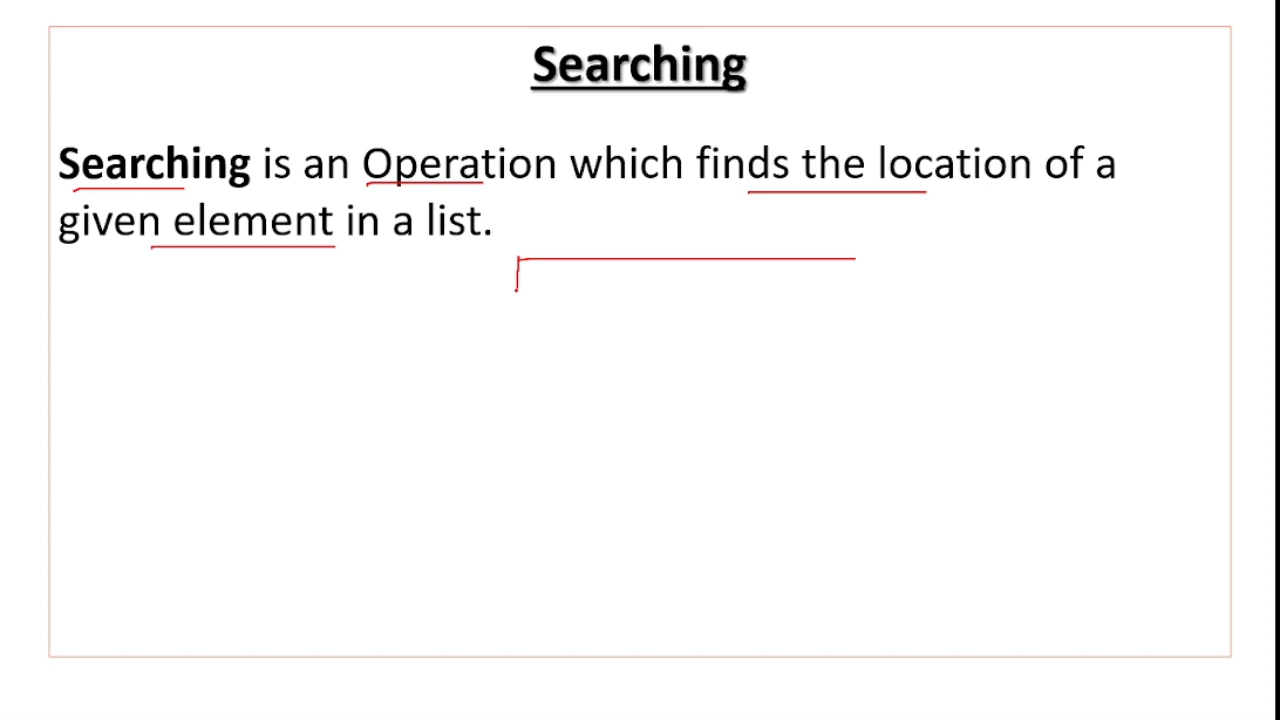 Searching
Searching is an Operation which finds the location of a
given element in a list.